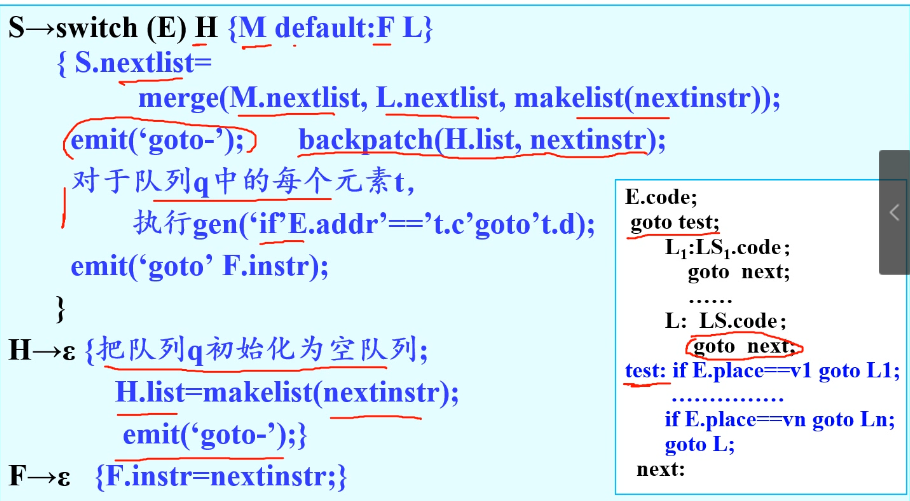 S→switch (E) H {M default:F L}
{ S.nextlist=
merge(M.nextlist, L.nextlist, makelist(nextinstr));
emit(‘goto-’); backpatch(H.list, nextinstr);
对于队列q中的每个元素t，
执行gen(‘if’E.addr’==’t.c’goto’t.d);
emit(‘goto’ F.instr);
}
H→ε {把队列q初始化为空队列;
H.list=makelist(nextinstr);
emit(‘goto-’);}
F→ε {F.instr=nextinstr;}
E.code;
goto test;
L1:LS1.code;
goto next;
……
L: LS.code;
goto next;
test: if E.place==v1 goto L1;
……………
if E.place==vn goto Ln;
goto L;
next: